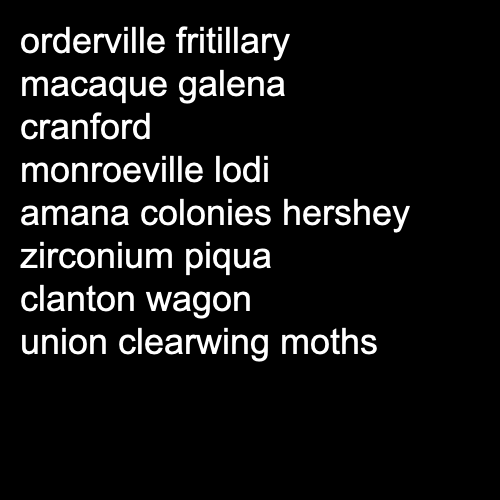 orderville fritillary
macaque galena
cranford
monroeville lodi
amana colonies hershey
zirconium piqua
clanton wagon
union clearwing moths